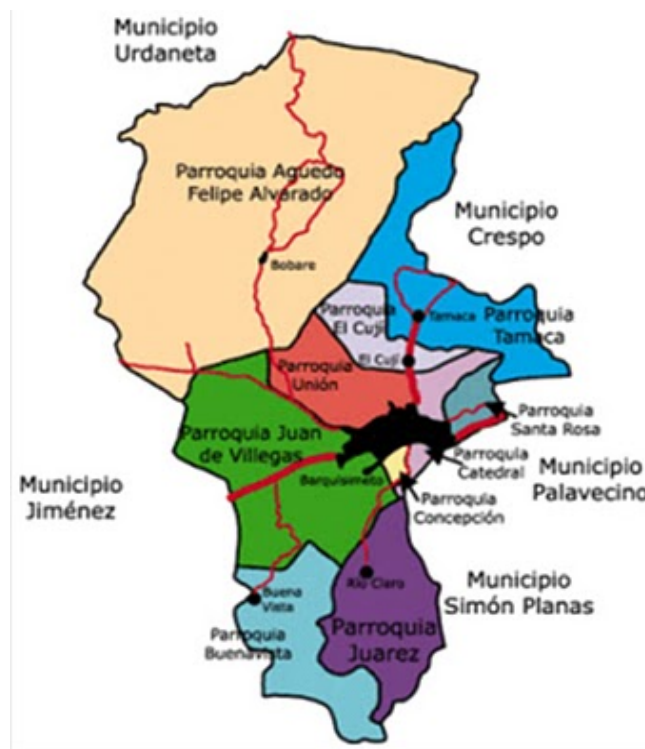 Municipio
Urdaneta
Parroquia Aguedo
Felipe Alvarado
Municipio
Crespo
Bobare
Parroquia
El Cují
Tamaca
Parroquia
Tamaca
El Cují
Parroquia
Unión
Parroquia
Santa Rosa
Parroquia Juan
de Villegas
Parroquia
Catedral
Municipio
Palavecino
Barquisimeto
Municipio
Jiménez
Parroquia
Concepción
Río Claro
Municipio
Simón Planas
Buena
Vista
Parroquia
Buenavista
Parroquia
Juarez